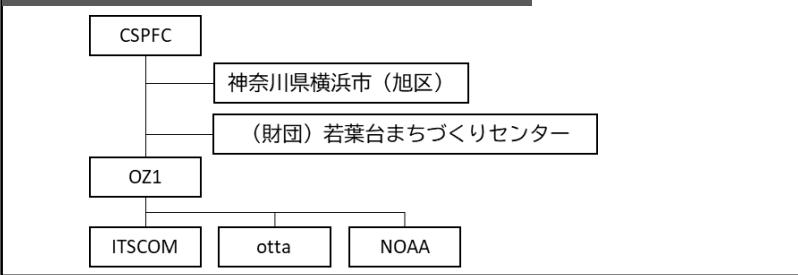 CSPFC
神奈川県横浜市（旭区）
（財団）若葉台まちづくりセンター
OZ1
ITSCOM
otta
NOAA